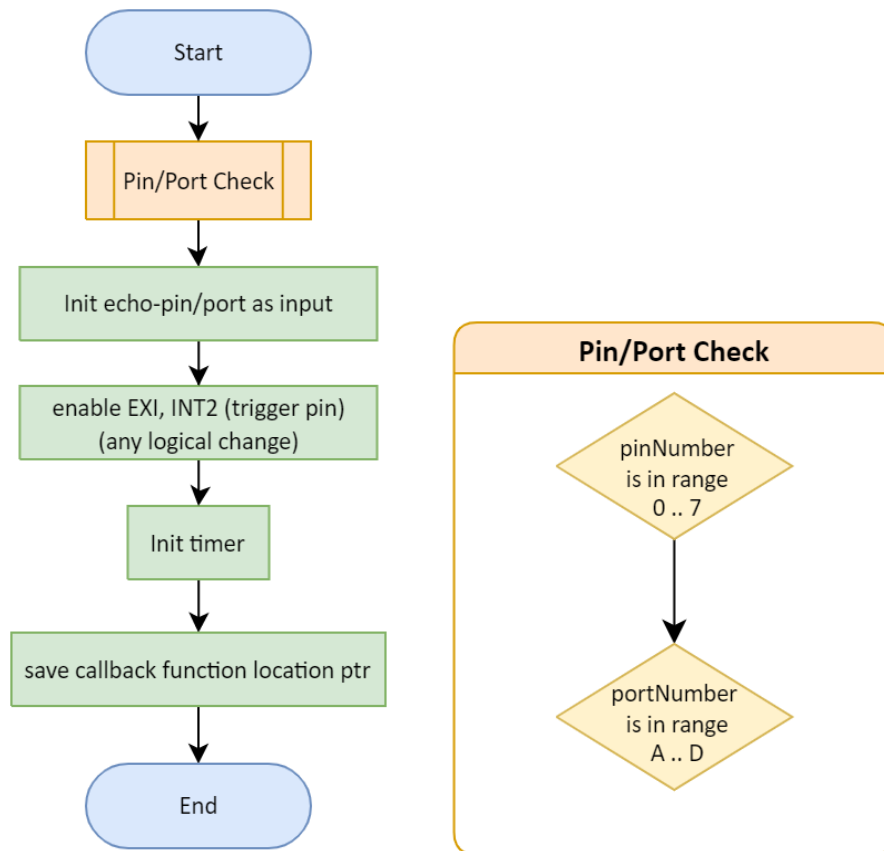 Start
Pin/Port Check
Init echo-pin/port as input
enable EXI, INT2 (trigger pin)
(any logical change)
Init timer
save callback function location ptr
End
Pin/Port Check
pinNumber
is in range
0 .. 7
portNumber
is in range
A .. D